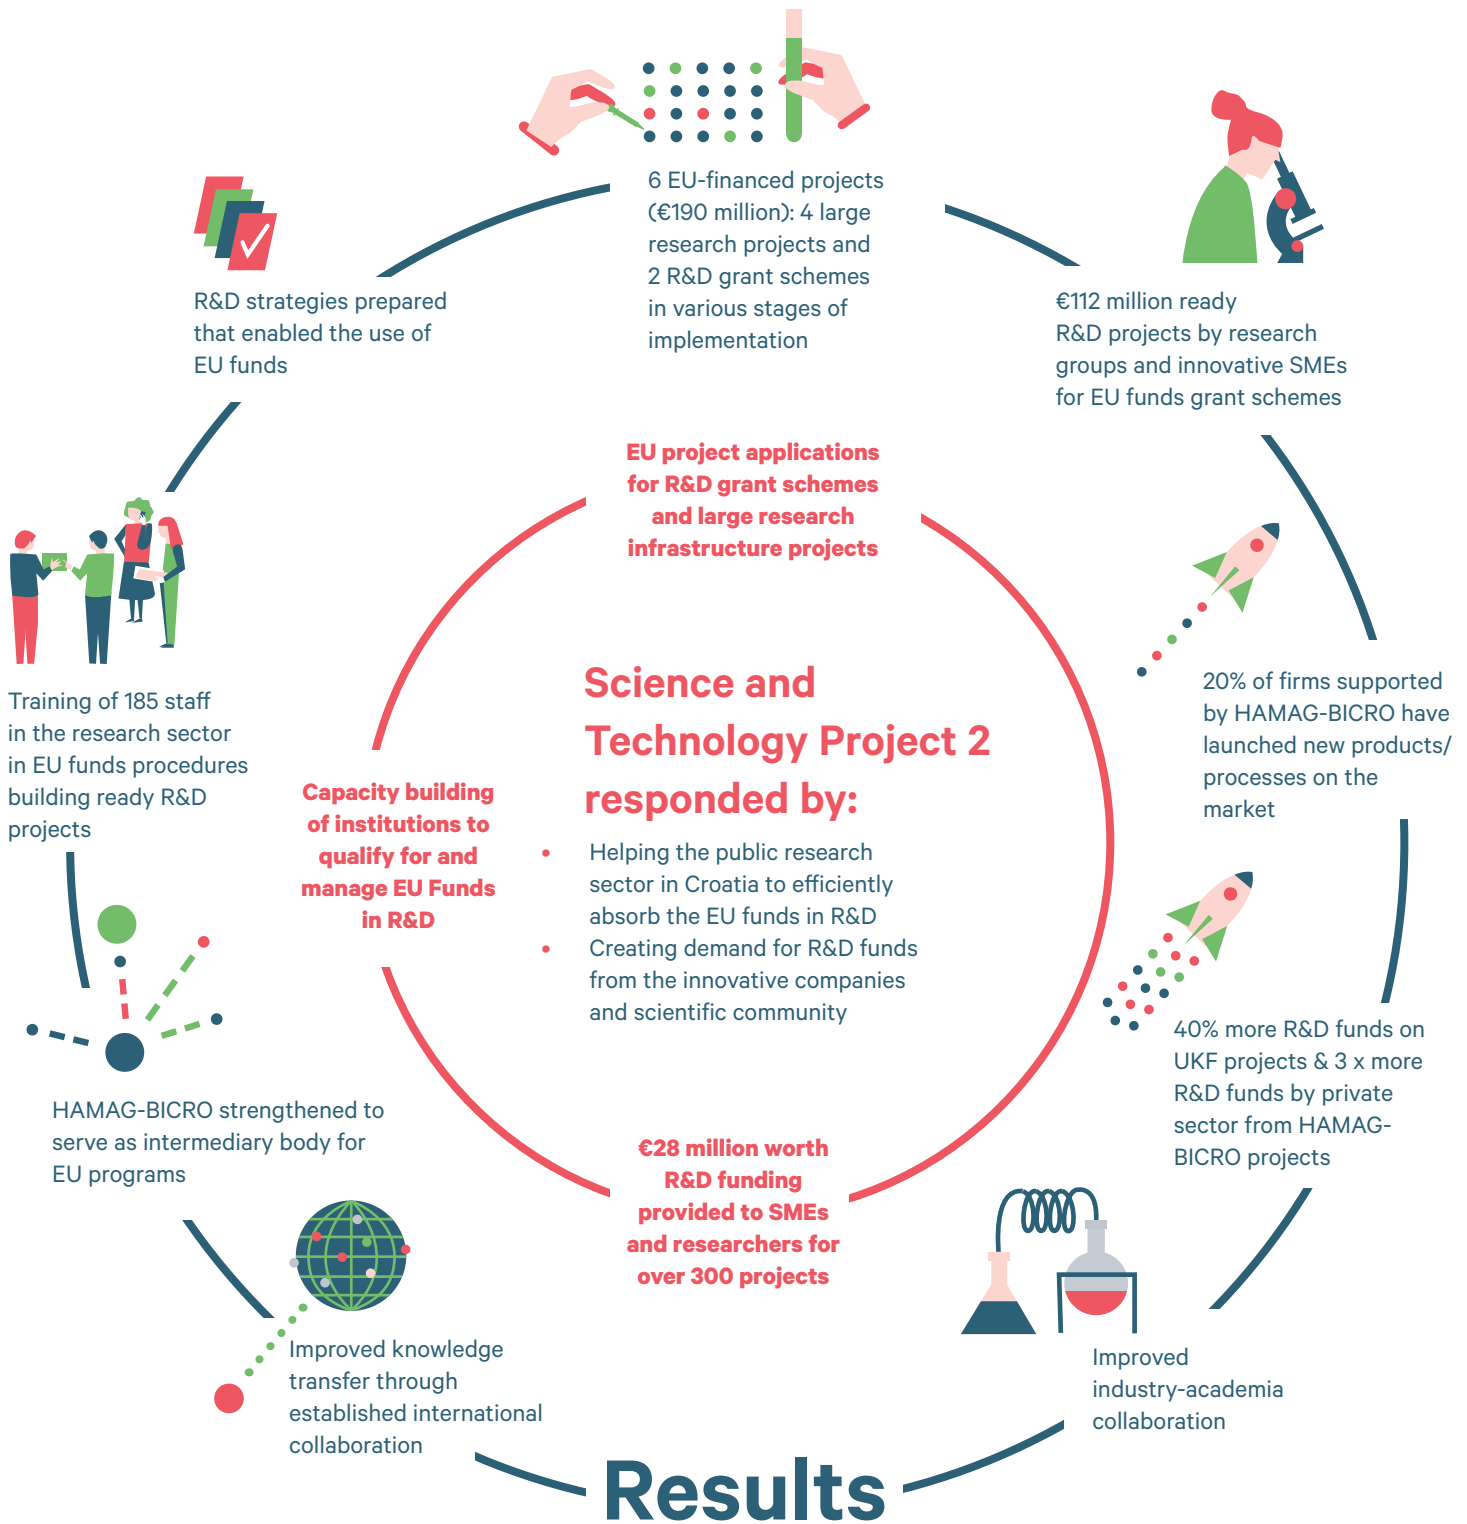 6 EU-financed projects
(€190 million): 4 large
research projects and
2 R&D grant schemes
in various stages of
implementation
R&D strategies prepared
that enabled the use of
EU funds
€112 million ready
R&D projects by research
groups and innovative SMEs
for EU funds grant schemes
EU project applications
for R&D grant schemes
and large research
infrastructure projects
Training of 185 staff
in the research sector
in EU funds procedures
building ready R&D
projects
Science and
Technology Project 2
responded by:
• Helping the public research
sector in Croatia to efficiently
absorb the EU funds in R&D
• Creating demand for R&D funds
from the innovative companies
and scientific community
20% of firms supported
by HAMAG-BICRO have
launched new products/
processes on the
market
Capacity building
of institutions to
qualify for and
manage EU Funds
in R&D
40% more R&D funds on
UKF projects & 3 x more
R&D funds by private
sector from HAMAG-
BICRO projects
HAMAG-BICRO strengthened to
serve as intermediary body for
EU programs
€28 million worth
R&D funding
provided to SMEs
and researchers for
over 300 projects
Improved knowledge
transfer through
established international
collaboration
Improved
industry-academia
collaboration
Results